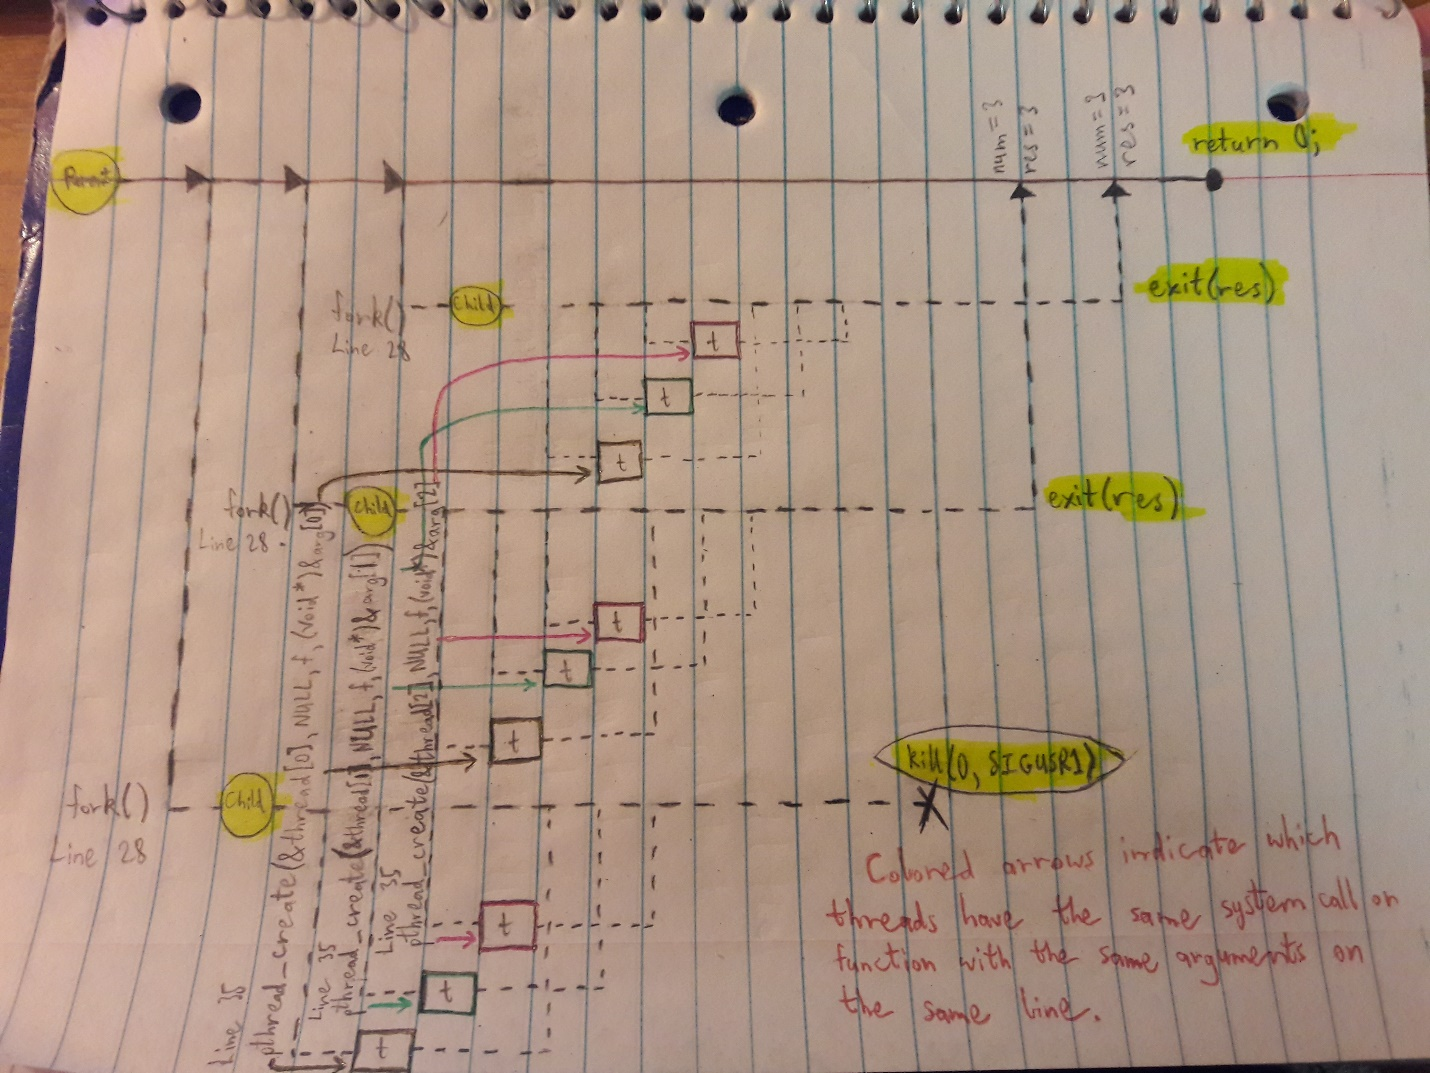 Parent
num=3
res=3
num=3
res=3
return 0;
fork()
Line 28
Child
exit(res)
t
t
t
fork()
Line 28.
Child
exit(res)
t
t
t
kill(0, SIGUSR1)
fork()
Line 28
Child
t
t
t
Line 35
pthread_create(&thread[0], NULL, f, (void*)&arg[0])
Line 35
pthread_create(&thread[1], NULL, f, (void*)&arg[1])
Line 35
pthread_create(&thread[2], NULL, f, (void*)&arg[2]
Colored arrows indicate which
threads have the same system call or
function with the same arguments on
the same line.